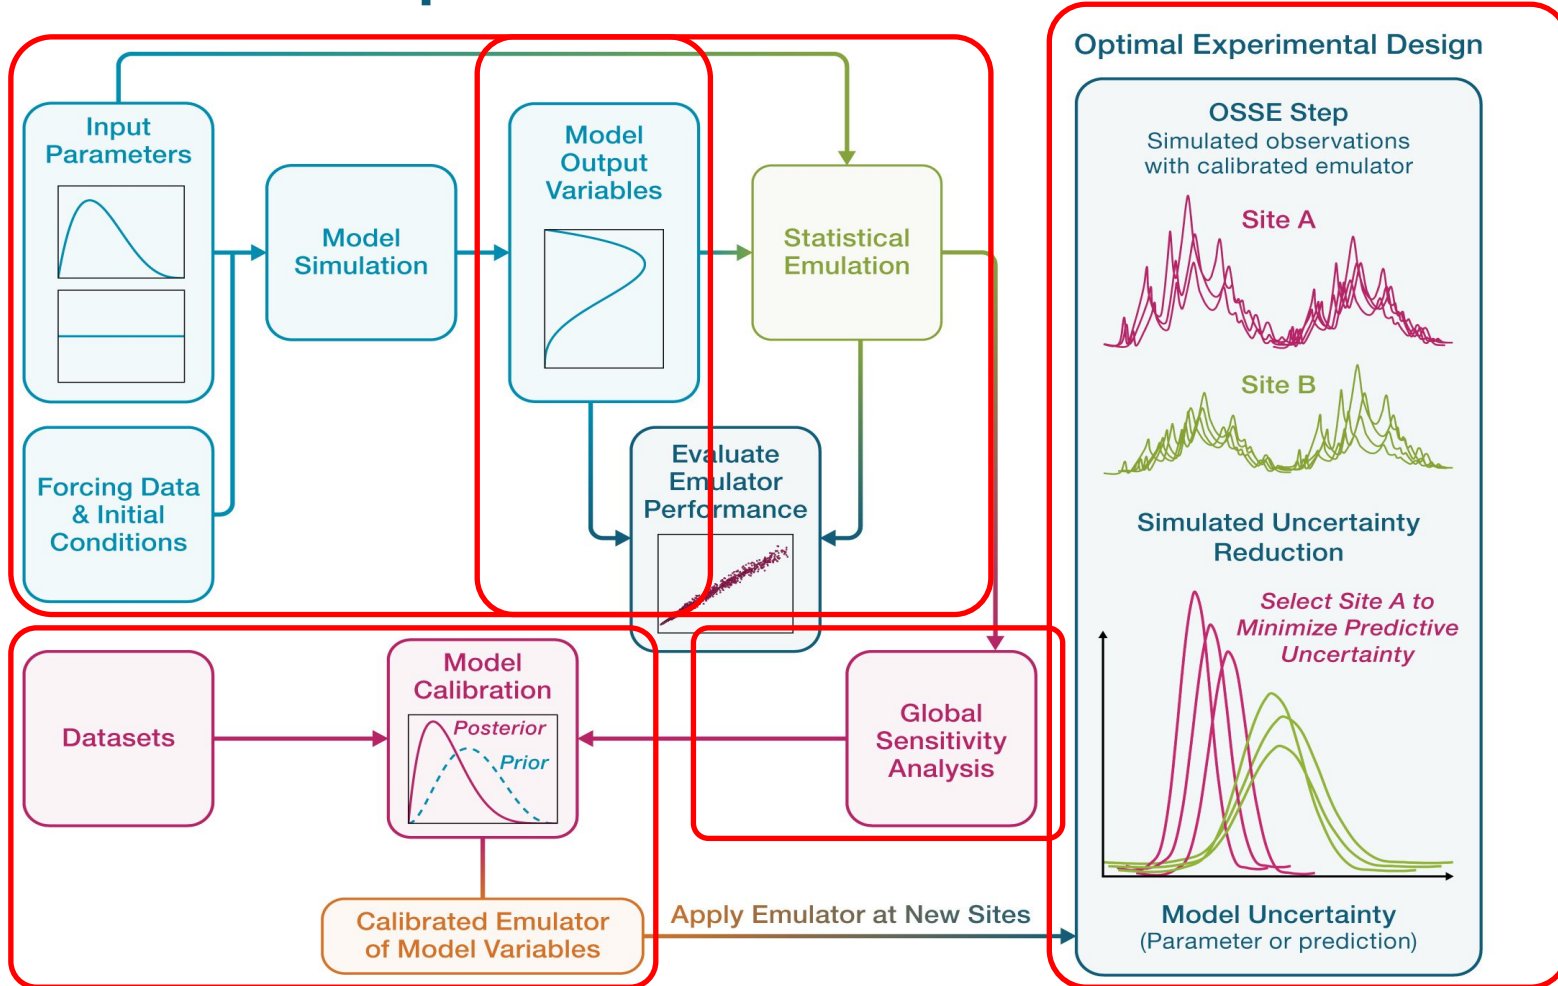 Optimal Experimental Design
Input
Parameters
Model
Simulation
Model
Output
Variables
Statistical
Emulation
Forcing Data
& Initial
Conditions
Evaluate
Emulator
Performance
Datasets
Model
Calibration
Posterior
Prior
Global
Sensitivity
Analysis
Calibrated Emulator
of Model Variables
Apply Emulator at New Sites
OSSE Step
Simulated observations
with calibrated emulator
Site A
Site B
Simulated Uncertainty
Reduction
Select Site A to
Minimize Predictive
Uncertainty
Model Uncertainty
(Parameter or prediction)